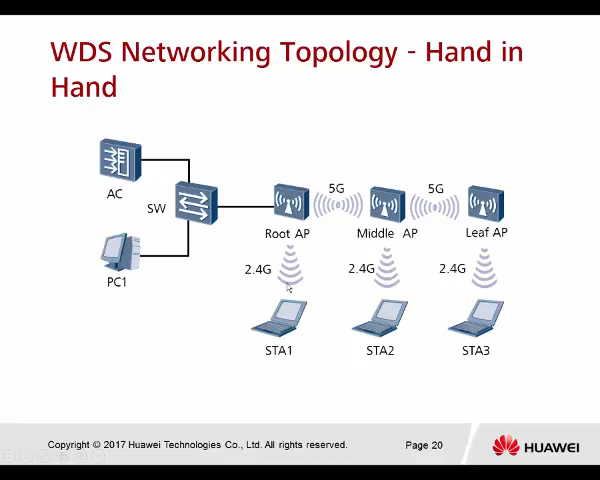 WDS Networking Topology - Hand in
Hand
AC
SW
PC1
5G
5G
Root AP
Middle AP
Leaf AP
2.4G
2.4G
2.4G
STA1
STA2
STA3
Copyright © 2017 Huawei Technologies Co., Ltd. All rights reserved.
Page 20
HUAWEI